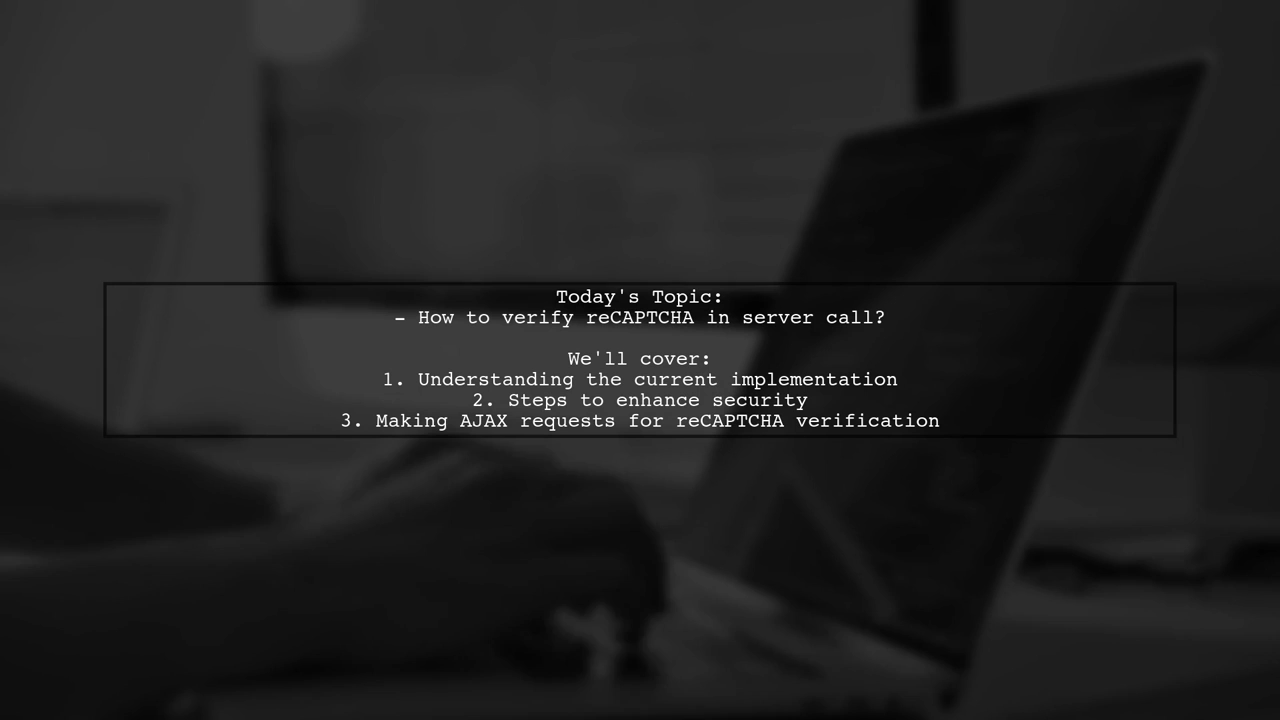 Today's Topic:
– How to verify reCAPTCHA in server call?
We'll cover:
1. Understanding the current implementation
2. Steps to enhance security
3. Making AJAX requests for reCAPTCHA verification